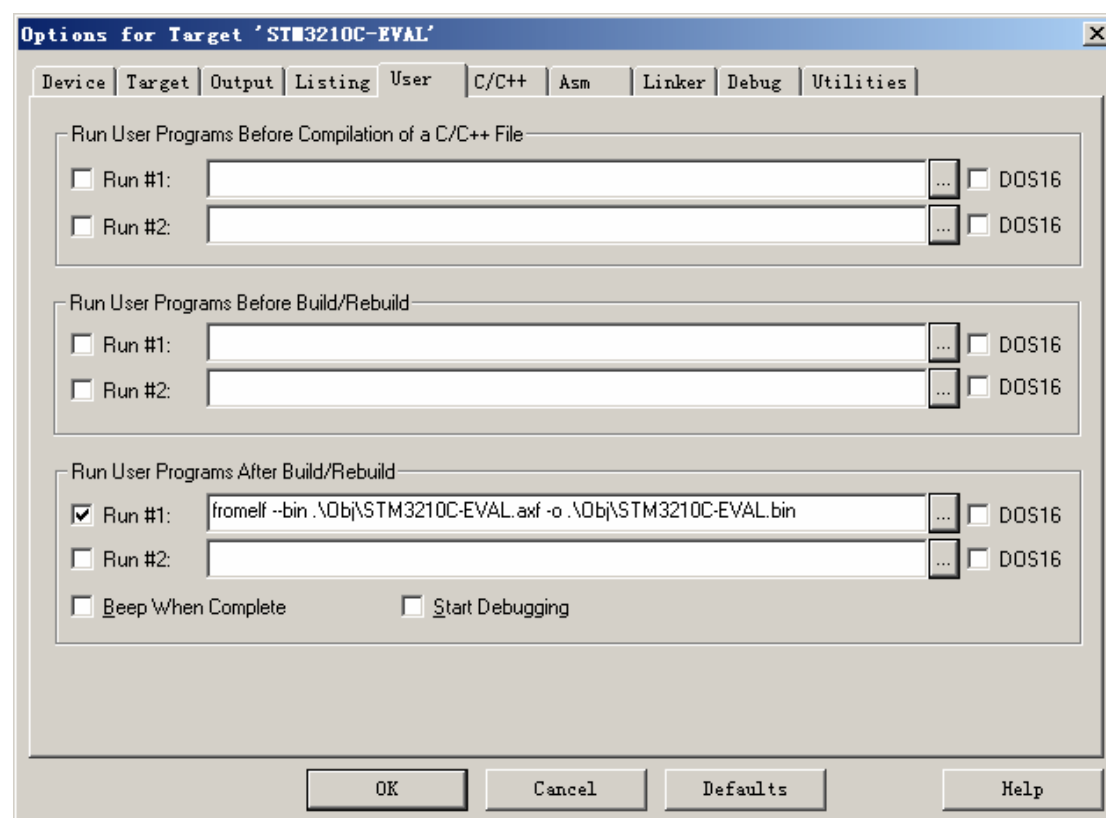 Options for Target 'STM3210C-EVAL'
Device Target Output Listing User C/C++ Asm Linker Debug Utilities
Run User Programs Before Compilation of a C/C++ File
Run #1: ... DOS16
Run #2: ... DOS16
Run User Programs Before Build/Rebuild
Run #1: ... DOS16
Run #2: ... DOS16
Run User Programs After Build/Rebuild
Run #1: fromelf --bin .\Obj\STM3210C-EVAL.axf -o .\Obj\STM3210C-EVAL.bin ... DOS16
Run #2: ... DOS16
Beep When Complete Start Debugging
OK Cancel Defaults Help